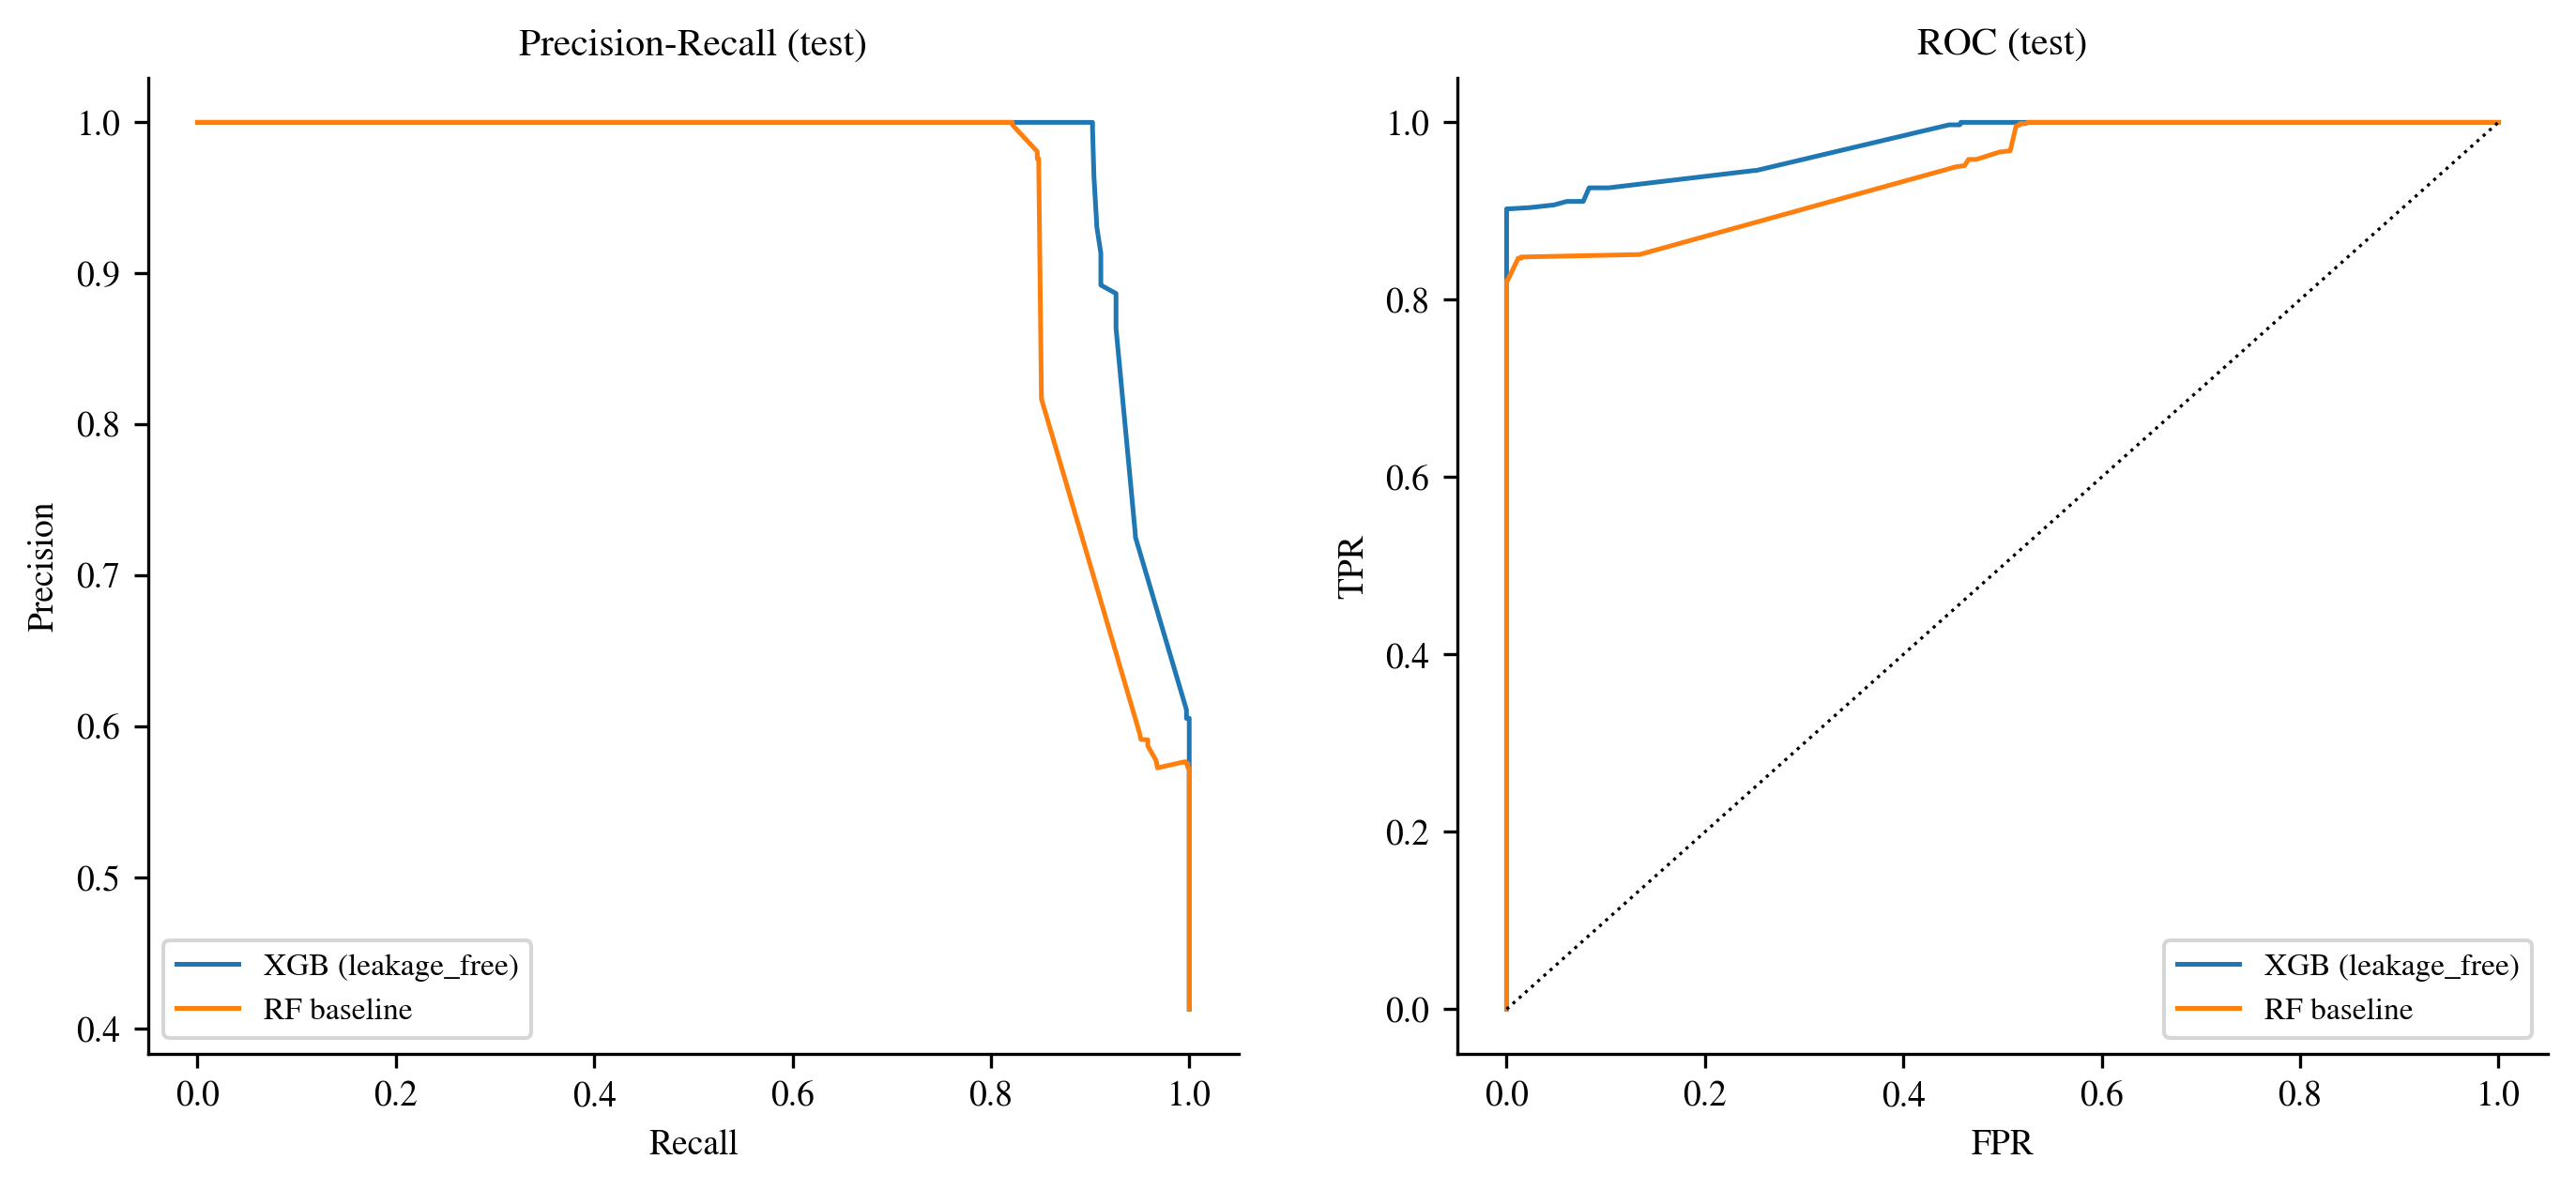 Precision-Recall (test)
1.0
0.9
0.8
0.7
0.6
0.5
0.4
Precision
XGB (leakage_free)
RF baseline
0.0 0.2 0.4 0.6 0.8 1.0
Recall
ROC (test)
1.0
0.8
0.6
0.4
0.2
0.0
TPR
XGB (leakage_free)
RF baseline
0.0 0.2 0.4 0.6 0.8 1.0
FPR